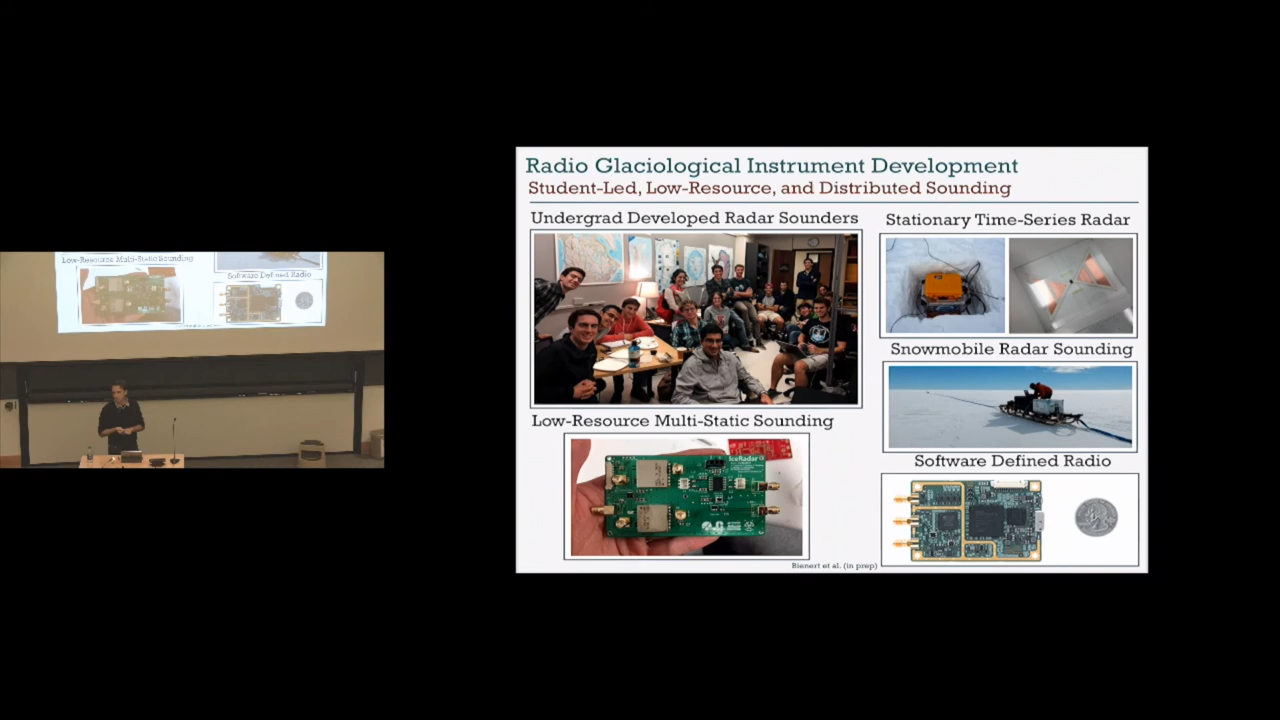 Radio Glaciological Instrument Development
Student-Led, Low-Resource, and Distributed Sounding
Undergrad Developed Radar Sounders
Stationary Time-Series Radar
Snowmobile Radar Sounding
Low-Resource Multi-Static Sounding
IceRadar
Software Defined Radio
Bienert et al. (in prep)
Low-Resource Multi-Static Sounding
Software Defined Radio